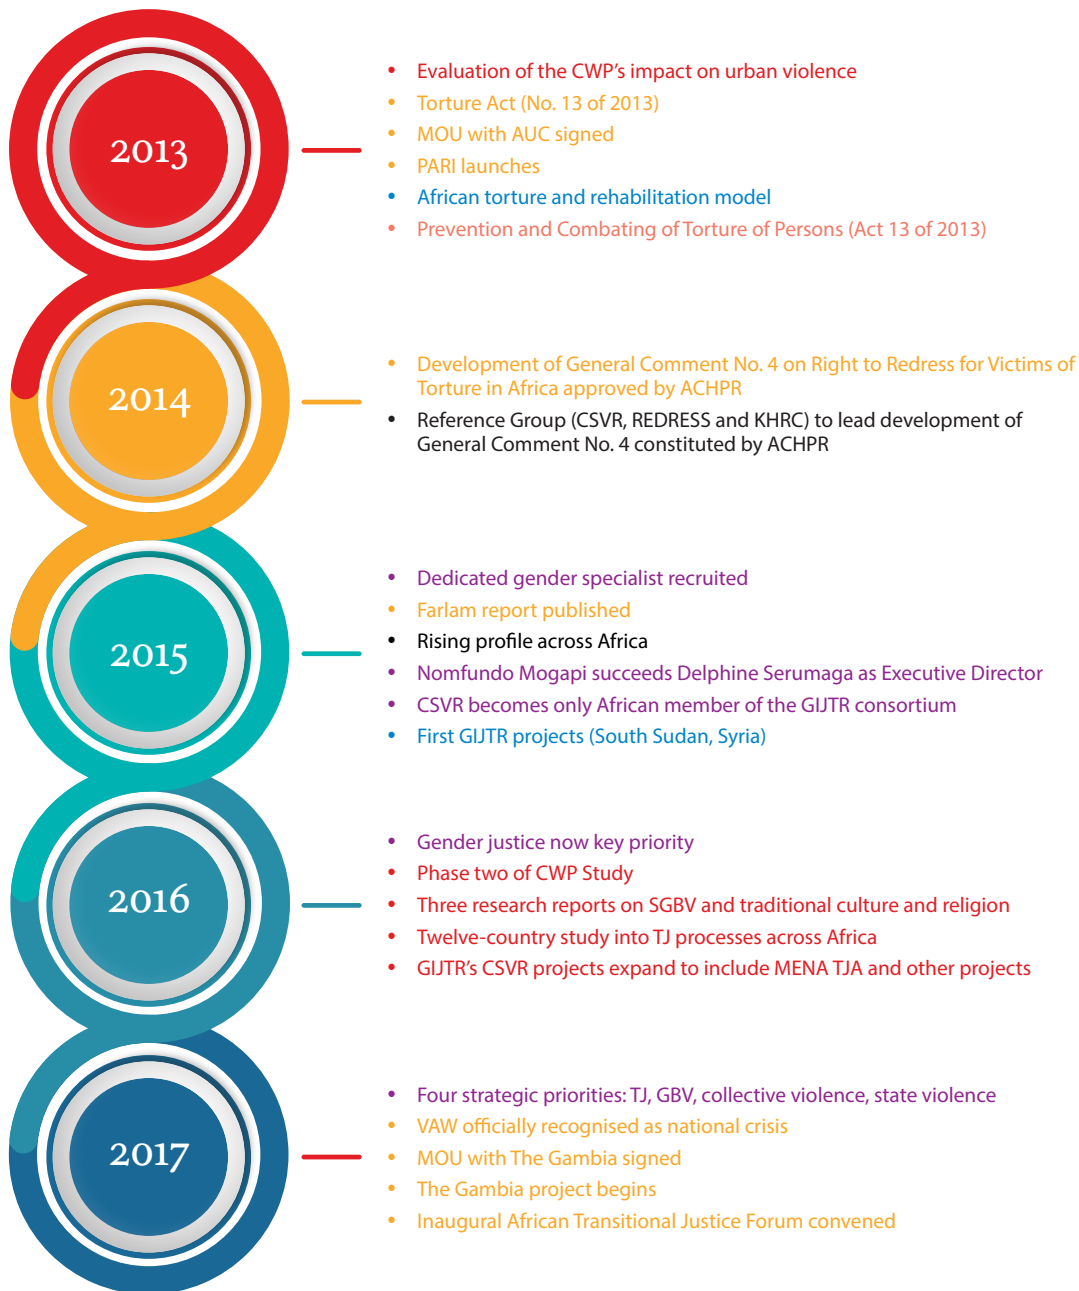 2013
• Evaluation of the CWP's impact on urban violence
• Torture Act (No. 13 of 2013)
• MOU with AUC signed
• PARI launches
• African torture and rehabilitation model
• Prevention and Combating of Torture of Persons (Act 13 of 2013)
2014
• Development of General Comment No. 4 on Right to Redress for Victims of
Torture in Africa approved by ACHPR
• Reference Group (CSVR, REDRESS and KHRC) to lead development of
General Comment No. 4 constituted by ACHPR
2015
• Dedicated gender specialist recruited
• Farlam report published
• Rising profile across Africa
• Nomfundo Mogapi succeeds Delphine Serumaga as Executive Director
• CSVR becomes only African member of the GIJTR consortium
• First GIJTR projects (South Sudan, Syria)
2016
• Gender justice now key priority
• Phase two of CWP Study
• Three research reports on SGBV and traditional culture and religion
• Twelve-country study into TJ processes across Africa
• GIJTR's CSVR projects expand to include MENA TJA and other projects
2017
• Four strategic priorities: TJ, GBV, collective violence, state violence
• VAW officially recognised as national crisis
• MOU with The Gambia signed
• The Gambia project begins
• Inaugural African Transitional Justice Forum convened